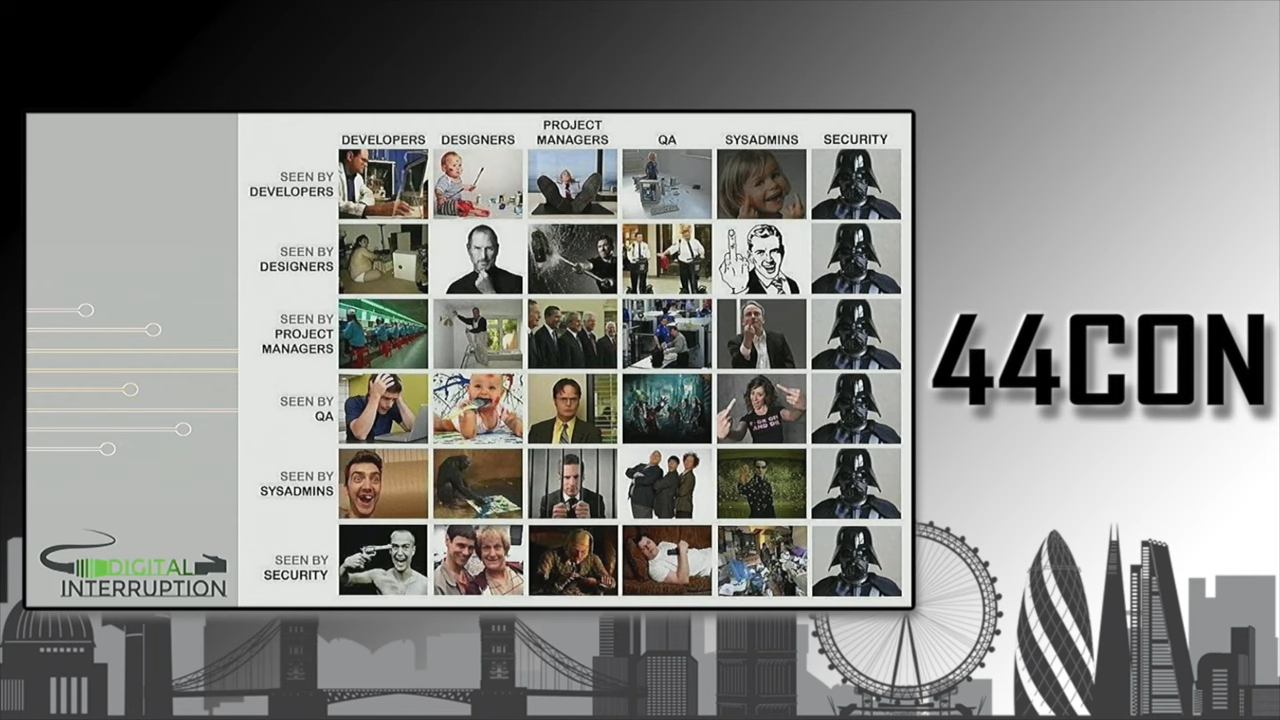 PROJECT
DEVELOPERS DESIGNERS MANAGERS QA SYSADMINS SECURITY
SEEN BY
DEVELOPERS
SEEN BY
DESIGNERS
SEEN BY
PROJECT
MANAGERS
SEEN BY
QA
SEEN BY
SYSADMINS
SEEN BY
SECURITY
DIGITAL
INTERRUPTION
44CON